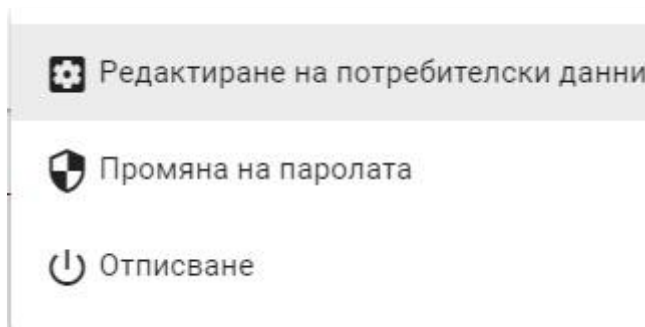 Редактиране на потребителски данни
Промяна на паролата
Отписване